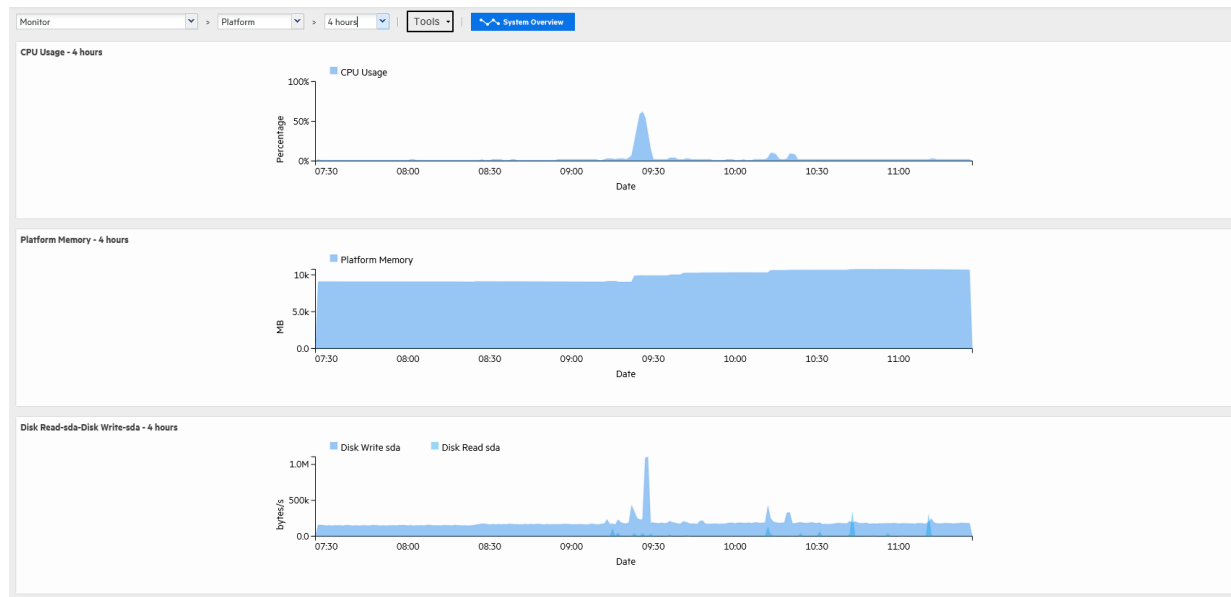 Monitor > Platform > 4 hours | Tools | System Overview
CPU Usage - 4 hours
CPU Usage
100%
50%
0%
Percentage
07:30 08:00 08:30 09:00 09:30 10:00 10:30 11:00
Date
Platform Memory - 4 hours
Platform Memory
10k
5.0k
0.0
MB
07:30 08:00 08:30 09:00 09:30 10:00 10:30 11:00
Date
Disk Read-sda-Disk Write-sda - 4 hours
Disk Write sda Disk Read sda
1.0M
500k
0.0
bytes/s
07:30 08:00 08:30 09:00 09:30 10:00 10:30 11:00
Date